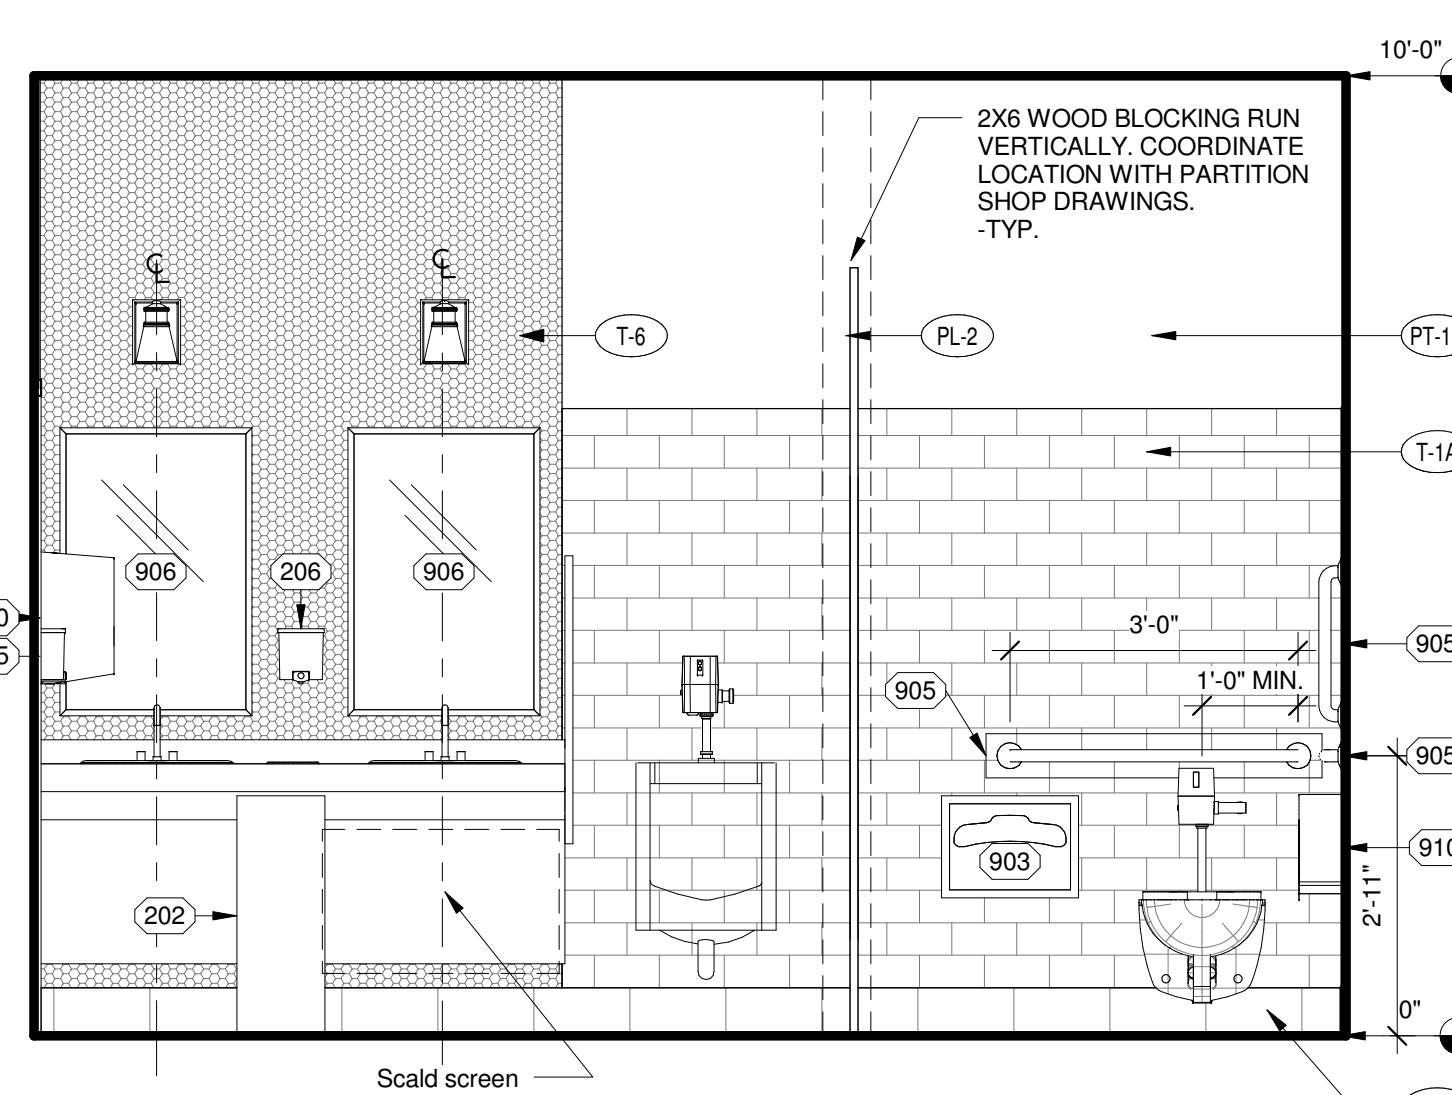 10'-0"
2X6 WOOD BLOCKING RUN
VERTICALLY. COORDINATE
LOCATION WITH PARTITION
SHOP DRAWINGS.
-TYP.
℄
℄
T-6
PL-2
PT-1
T-1A
906
206
906
0
5
3'-0"
905
1'-0" MIN.
905
905
903
910
2'-11"
202
0"
Scald screen